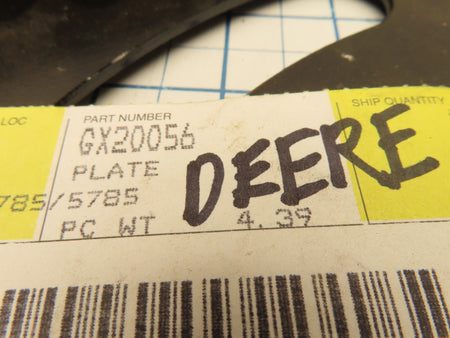 LOC
PART NUMBER
SHIP QUANTITY
GX20056
PLATE
DEERE
785/5785
PC WT 4.39